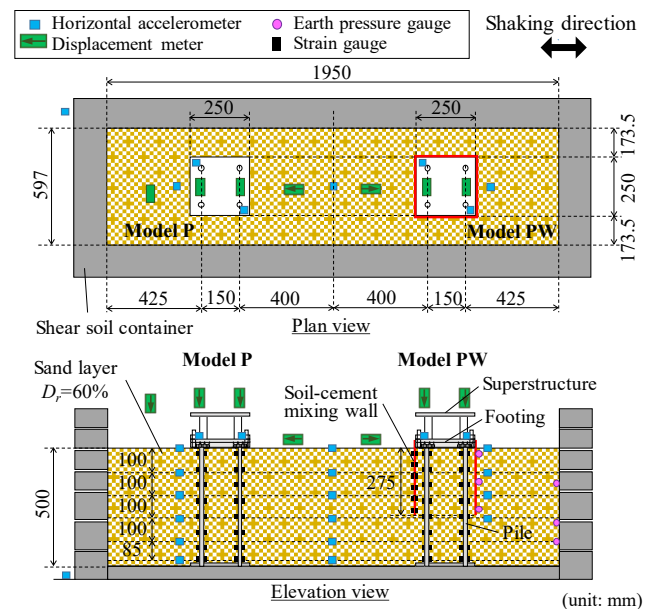 Horizontal accelerometer
Earth pressure gauge
Displacement meter
Strain gauge
Shaking direction
1950
250
250
173.5
597
250
Model P
Model PW
173.5
425
150
400
400
150
425
Shear soil container
Plan view
Sand layer
Dr=60%
Model P
Model PW
Soil-cement
mixing wall
Superstructure
Footing
100
100
275
500
100
100
85
Pile
Elevation view
(unit: mm)